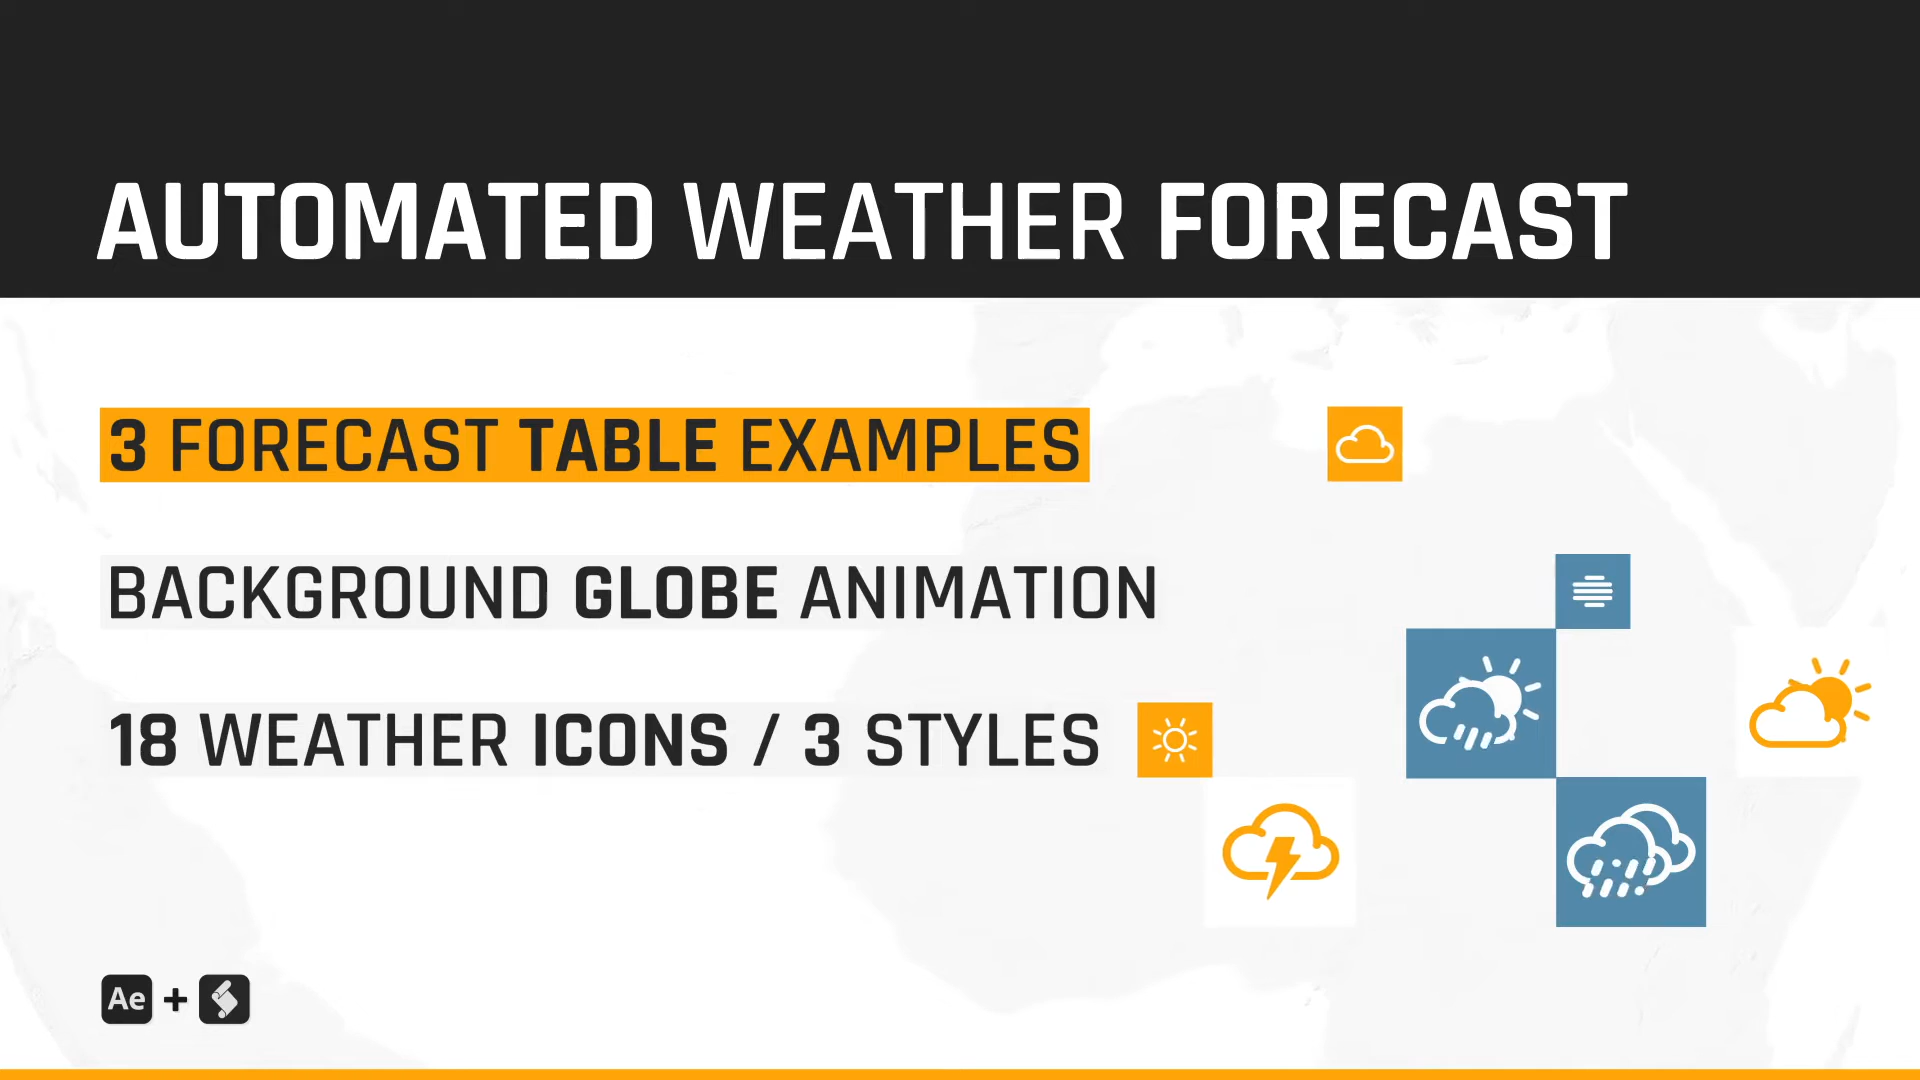 AUTOMATED WEATHER FORECAST
3 FORECAST TABLE EXAMPLES
BACKGROUND GLOBE ANIMATION
18 WEATHER ICONS / 3 STYLES
Ae +